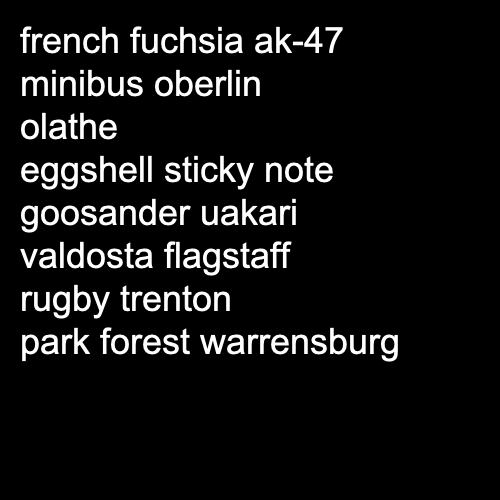 french fuchsia ak-47
minibus oberlin
olathe
eggshell sticky note
goosander uakari
valdosta flagstaff
rugby trenton
park forest warrensburg